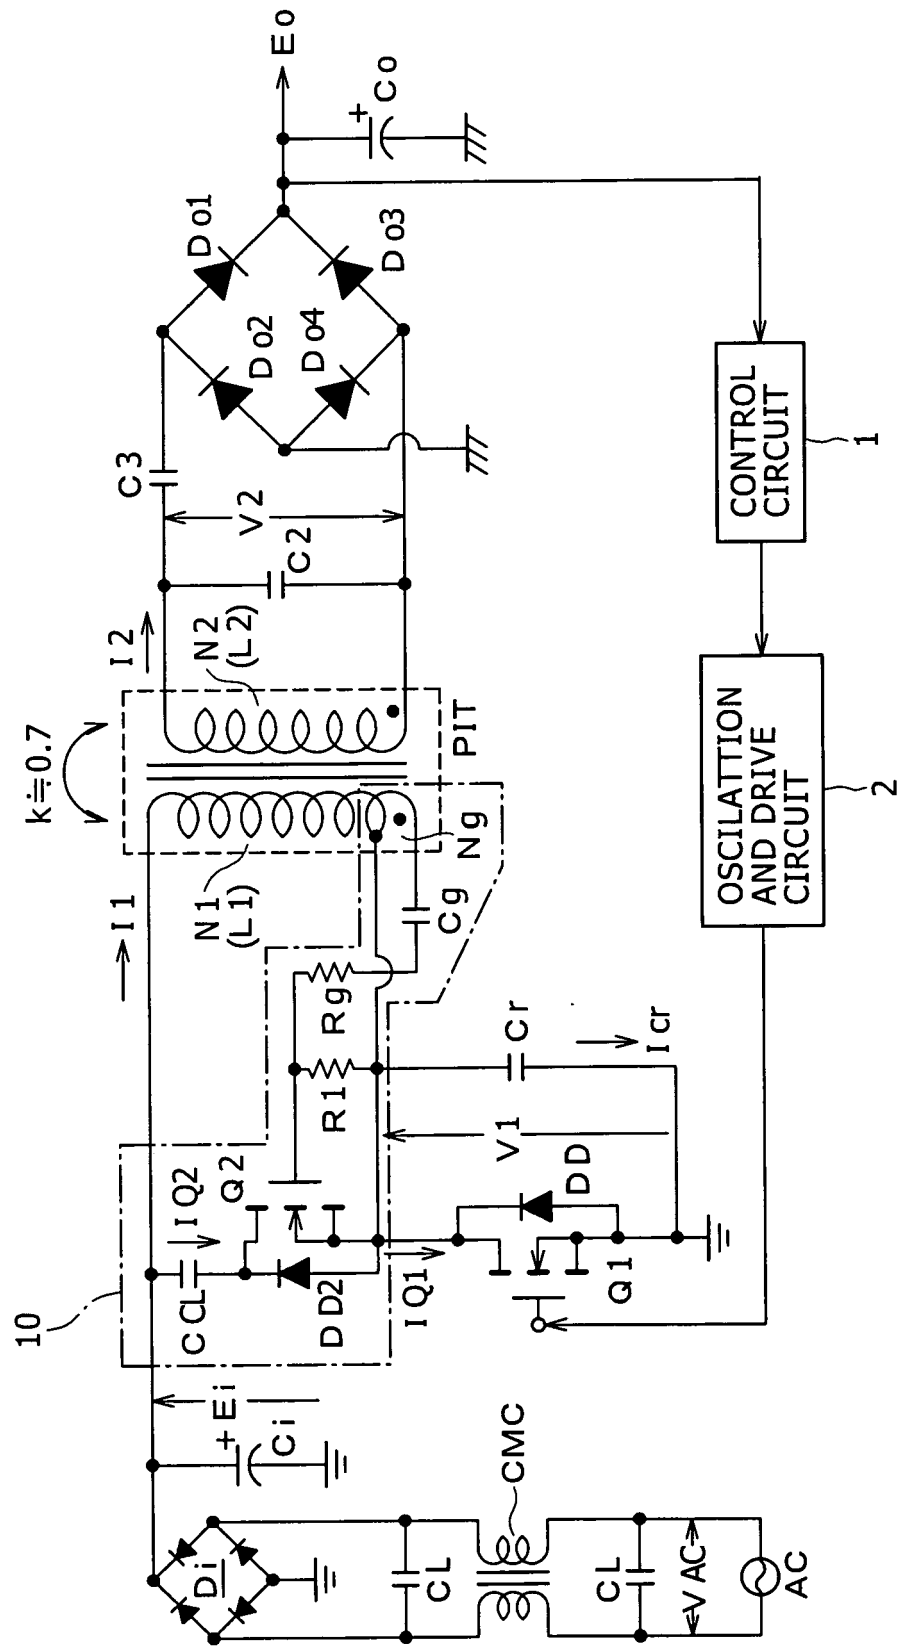 k≒0.7
I1
I2
N1
(L1)
N2
(L2)
C3
V2
C2
Do1
Do2
Do3
Do4
Eo
+
Co
PIT
Ng
Cg
Rg
R1
10
CCL
IQ2
Q2
DD2
IQ1
V1
Cr
Icr
DD
Q1
Ei
+
Ci
Di
CL
CMC
CL
VAC
AC
CONTROL
CIRCUIT
1
OSCILATTION
AND DRIVE
CIRCUIT
2